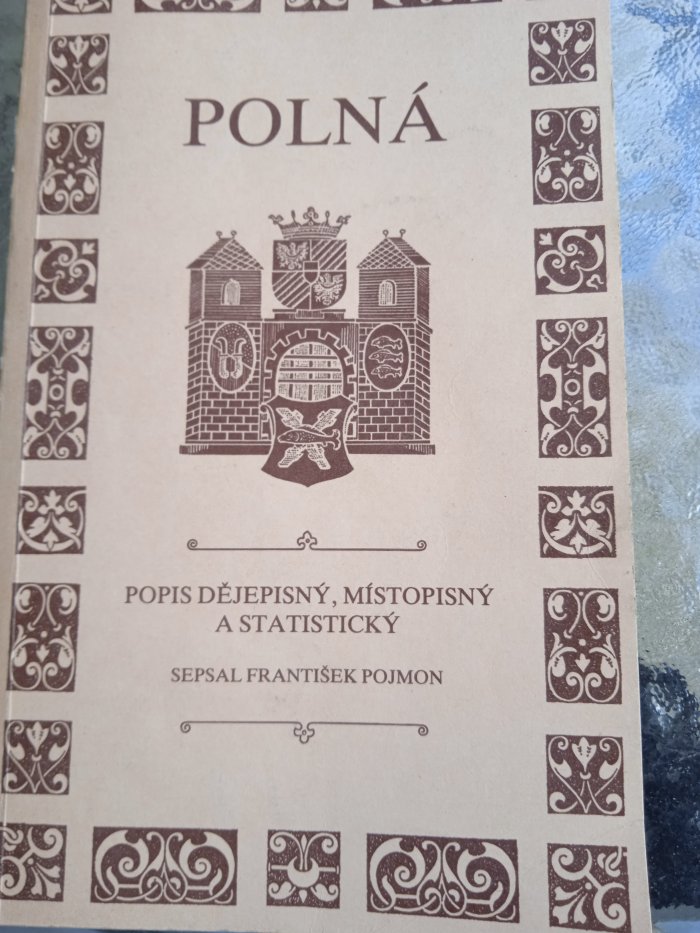 POLNÁ
POPIS DĚJEPISNÝ, MÍSTOPISNÝ
A STATISTICKÝ
SEPSAL FRANTIŠEK POJMON